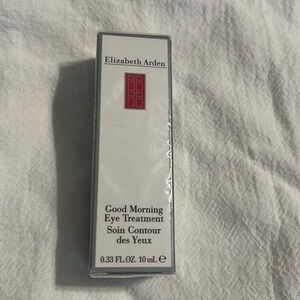 Elizabeth Arden
Good Morning
Eye Treatment
Soin Contour
des Yeux
0.33 FL.OZ. 10 mL ℮